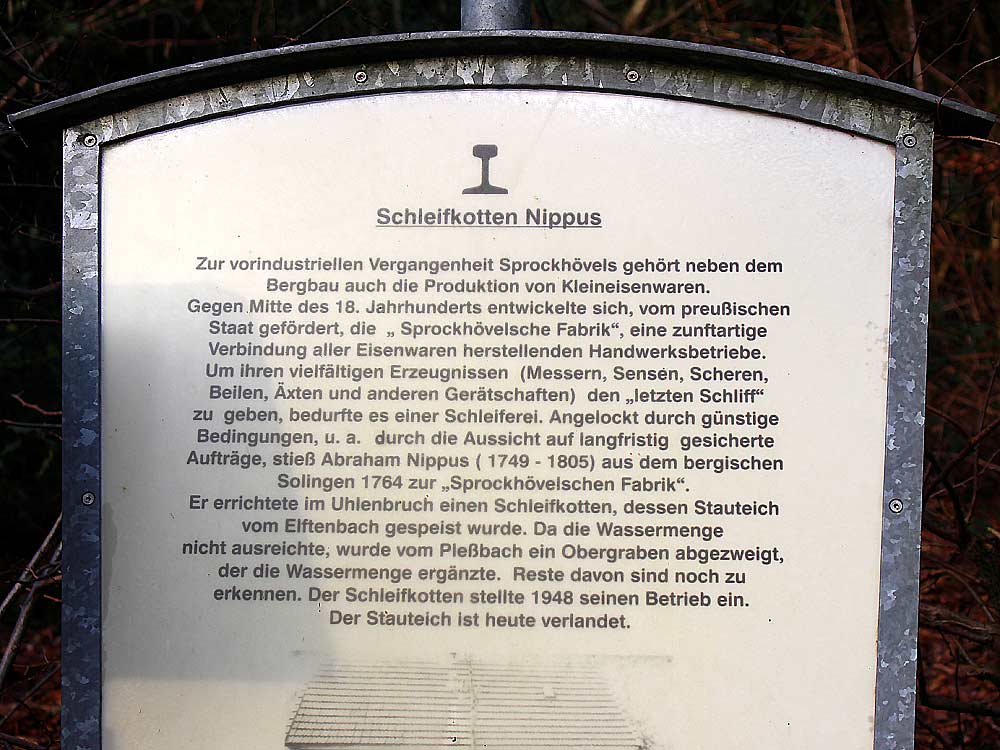 Schleifkotten Nippus
Zur vorindustriellen Vergangenheit Sprockhövels gehört neben dem
Bergbau auch die Produktion von Kleineisenwaren.
Gegen Mitte des 18. Jahrhunderts entwickelte sich, vom preußischen
Staat gefördert, die „ Sprockhövelsche Fabrik“, eine zunftartige
Verbindung aller Eisenwaren herstellenden Handwerksbetriebe.
Um ihren vielfältigen Erzeugnissen (Messern, Sensen, Scheren,
Beilen, Äxten und anderen Gerätschaften) den „letzten Schliff“
zu geben, bedurfte es einer Schleiferei. Angelockt durch günstige
Bedingungen, u. a. durch die Aussicht auf langfristig gesicherte
Aufträge, stieß Abraham Nippus ( 1749 - 1805) aus dem bergischen
Solingen 1764 zur „Sprockhövelschen Fabrik“.
Er errichtete im Uhlenbruch einen Schleifkotten, dessen Stauteich
vom Elftenbach gespeist wurde. Da die Wassermenge
nicht ausreichte, wurde vom Pleßbach ein Obergraben abgezweigt,
der die Wassermenge ergänzte. Reste davon sind noch zu
erkennen. Der Schleifkotten stellte 1948 seinen Betrieb ein.
Der Stauteich ist heute verlandet.